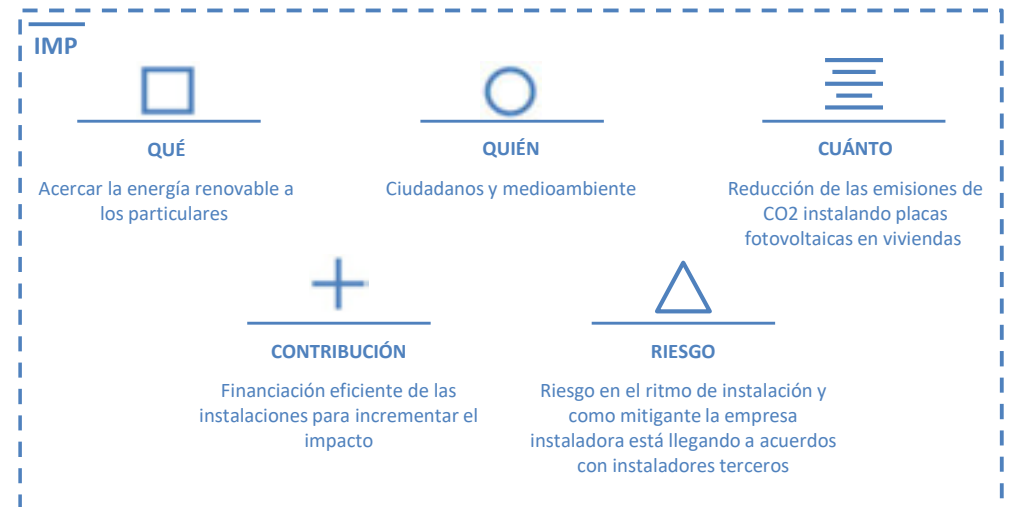 IMP
QUÉ
Acercar la energía renovable a
los particulares
QUIÉN
Ciudadanos y medioambiente
CUÁNTO
Reducción de las emisiones de
CO2 instalando placas
fotovoltaicas en viviendas
CONTRIBUCIÓN
Financiación eficiente de las
instalaciones para incrementar el
impacto
RIESGO
Riesgo en el ritmo de instalación y
como mitigante la empresa
instaladora está llegando a acuerdos
con instaladores terceros